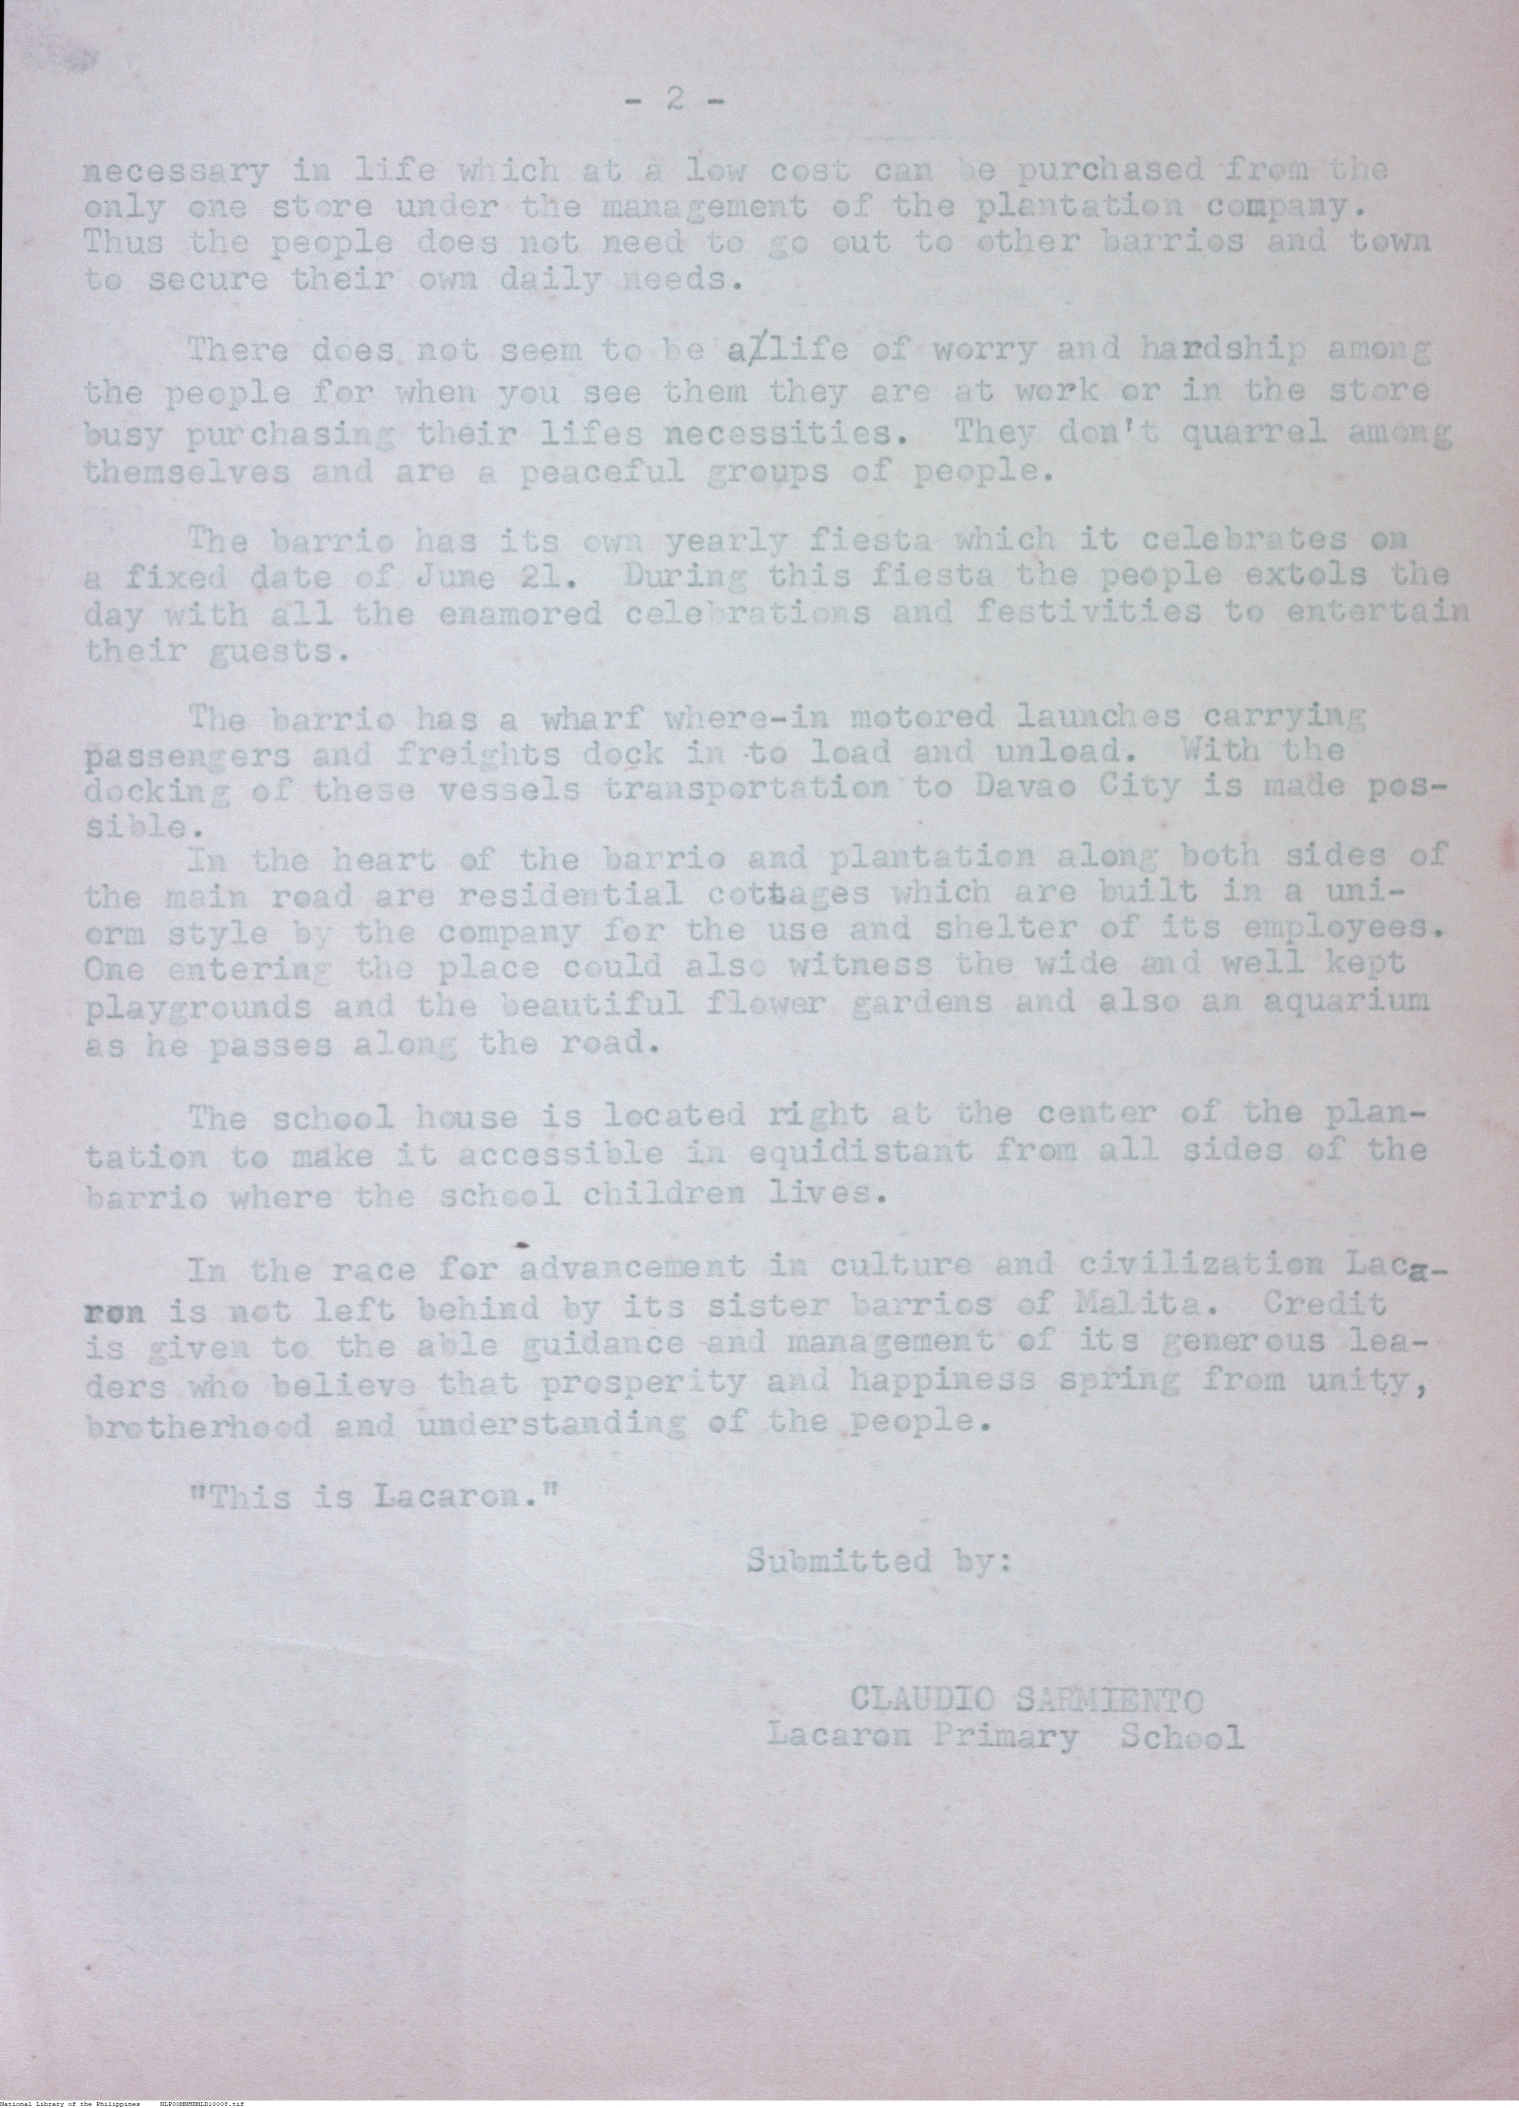 - 2 -
necessary in life which at a low cost can be purchased from the
only one store under the management of the plantation company.
Thus the people does not need to go out to other barrios and town
to secure their own daily needs.
There does not seem to be a life of worry and hardship among
the people for when you see them they are at work or in the store
busy purchasing their lifes necessities. They don't quarrel among
themselves and are a peaceful groups of people.
The barrio has its own yearly fiesta which it celebrates on
a fixed date of June 21. During this fiesta the people extols the
day with all the enamored celebrations and festivities to entertain
their guests.
The barrio has a wharf where-in motored launches carrying
passengers and freights dock in to load and unload. With the
docking of these vessels transportation to Davao City is made pos-
sible.
In the heart of the barrio and plantation along both sides of
the main road are residential cottages which are built in a uni-
orm style by the company for the use and shelter of its employees.
One entering the place could also witness the wide and well kept
playgrounds and the beautiful flower gardens and also an aquarium
as he passes along the road.
The school house is located right at the center of the plan-
tation to make it accessible in equidistant from all sides of the
barrio where the school children lives.
In the race for advancement in culture and civilization Laca-
ron is not left behind by its sister barrios of Malita. Credit
is given to the able guidance and management of its generous lea-
ders who believe that prosperity and happiness spring from unity,
brotherhood and understanding of the people.
"This is Lacaron."
Submitted by:
CLAUDIO SARMIENTO
Lacaron Primary School
National Library of the Philippines NLP00MNHDMLD10008.tif